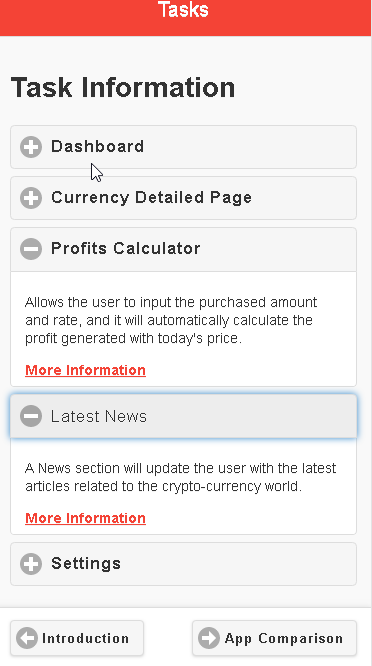 Tasks
Task Information
Dashboard
Currency Detailed Page
Profits Calculator
Allows the user to input the purchased amount
and rate, and it will automatically calculate the
profit generated with today's price.
More Information
Latest News
A News section will update the user with the latest
articles related to the crypto-currency world.
More Information
Settings
Introduction
App Comparison